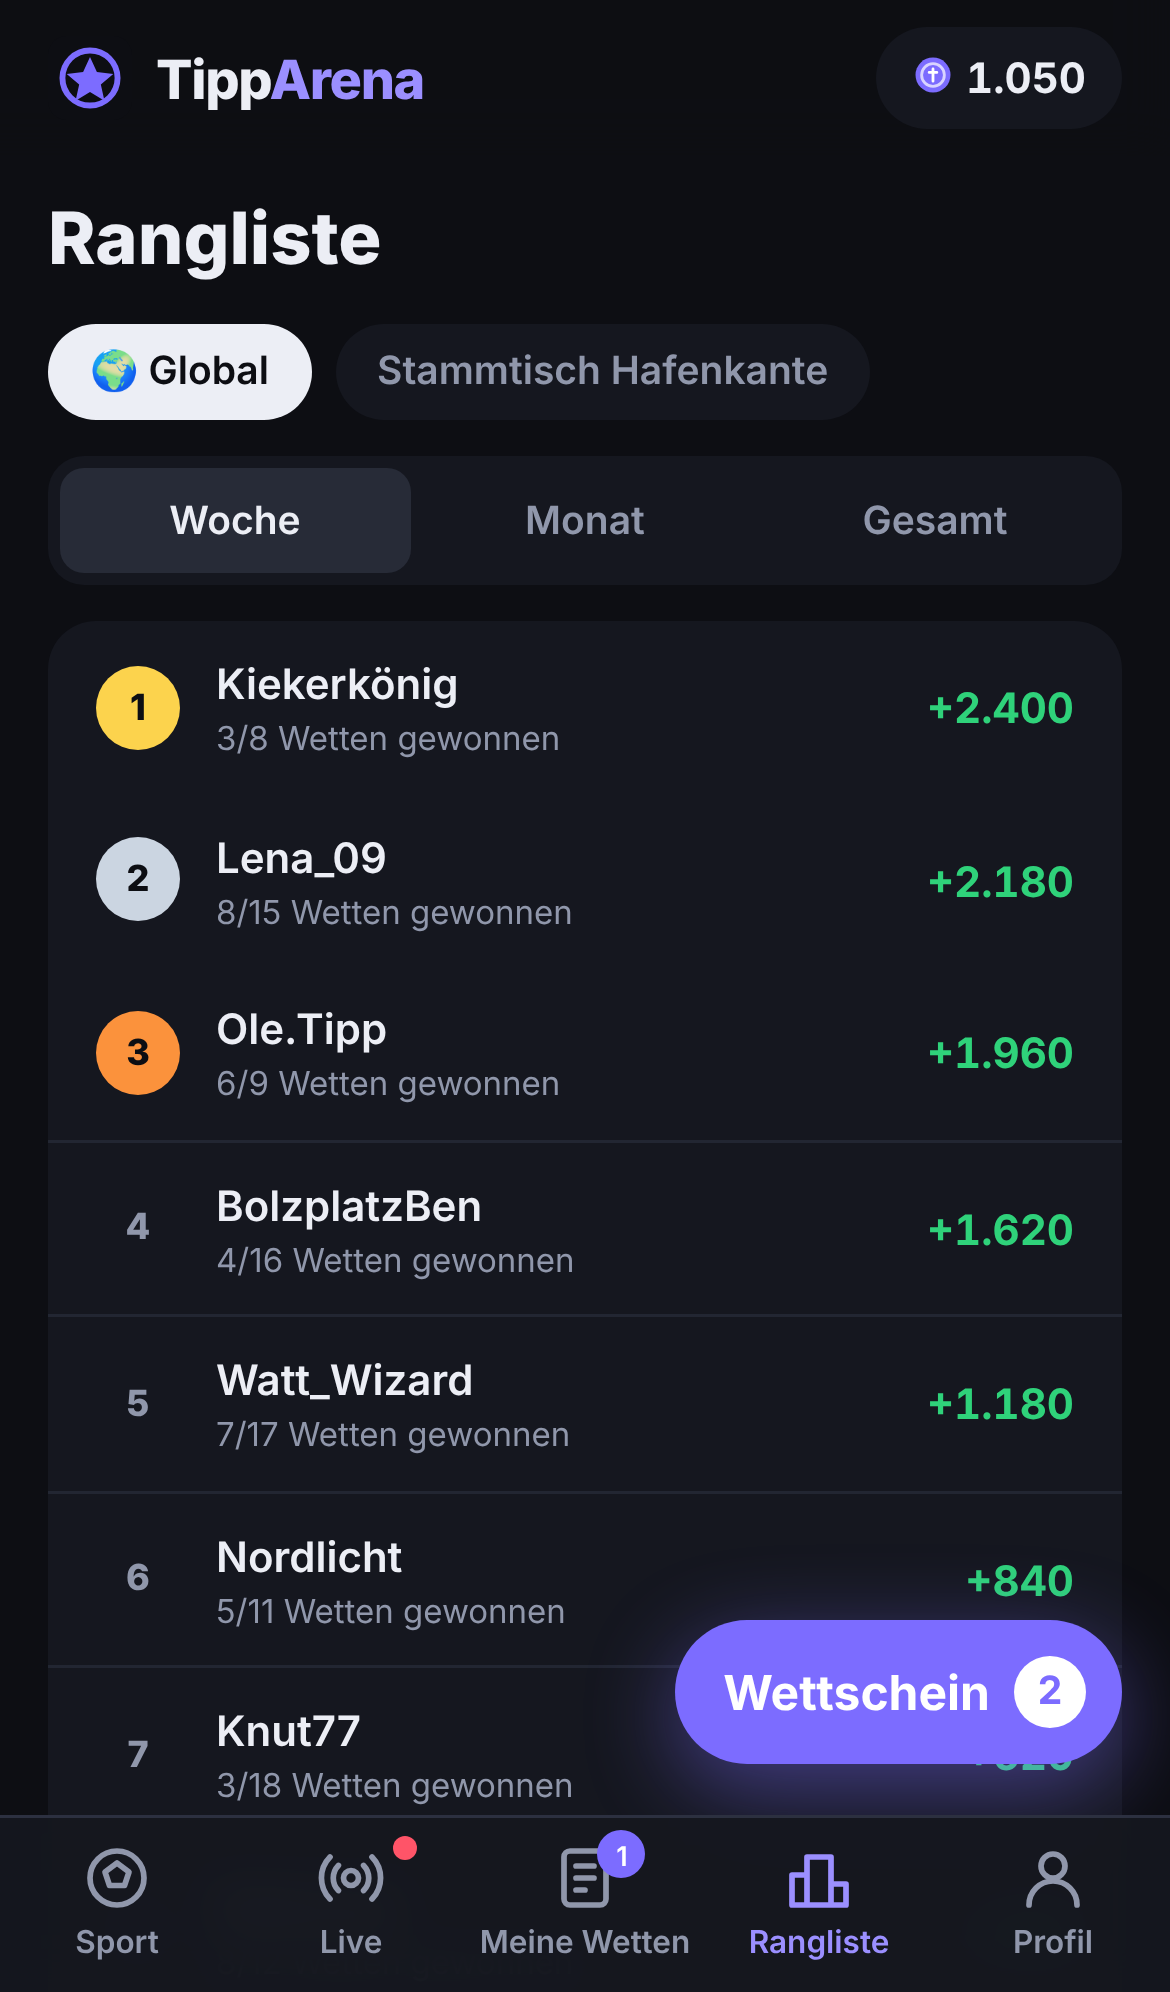 TippArena
1.050
Rangliste
Global
Stammtisch Hafenkante
Woche
Monat
Gesamt
1
Kiekerkönig
3/8 Wetten gewonnen
+2.400
2
Lena_09
8/15 Wetten gewonnen
+2.180
3
Ole.Tipp
6/9 Wetten gewonnen
+1.960
4
BolzplatzBen
4/16 Wetten gewonnen
+1.620
5
Watt_Wizard
7/17 Wetten gewonnen
+1.180
6
Nordlicht
5/11 Wetten gewonnen
+840
Wettschein 2
7
Knut77
3/18 Wetten gewonnen
Sport
Live
1
Meine Wetten
Rangliste
Profil